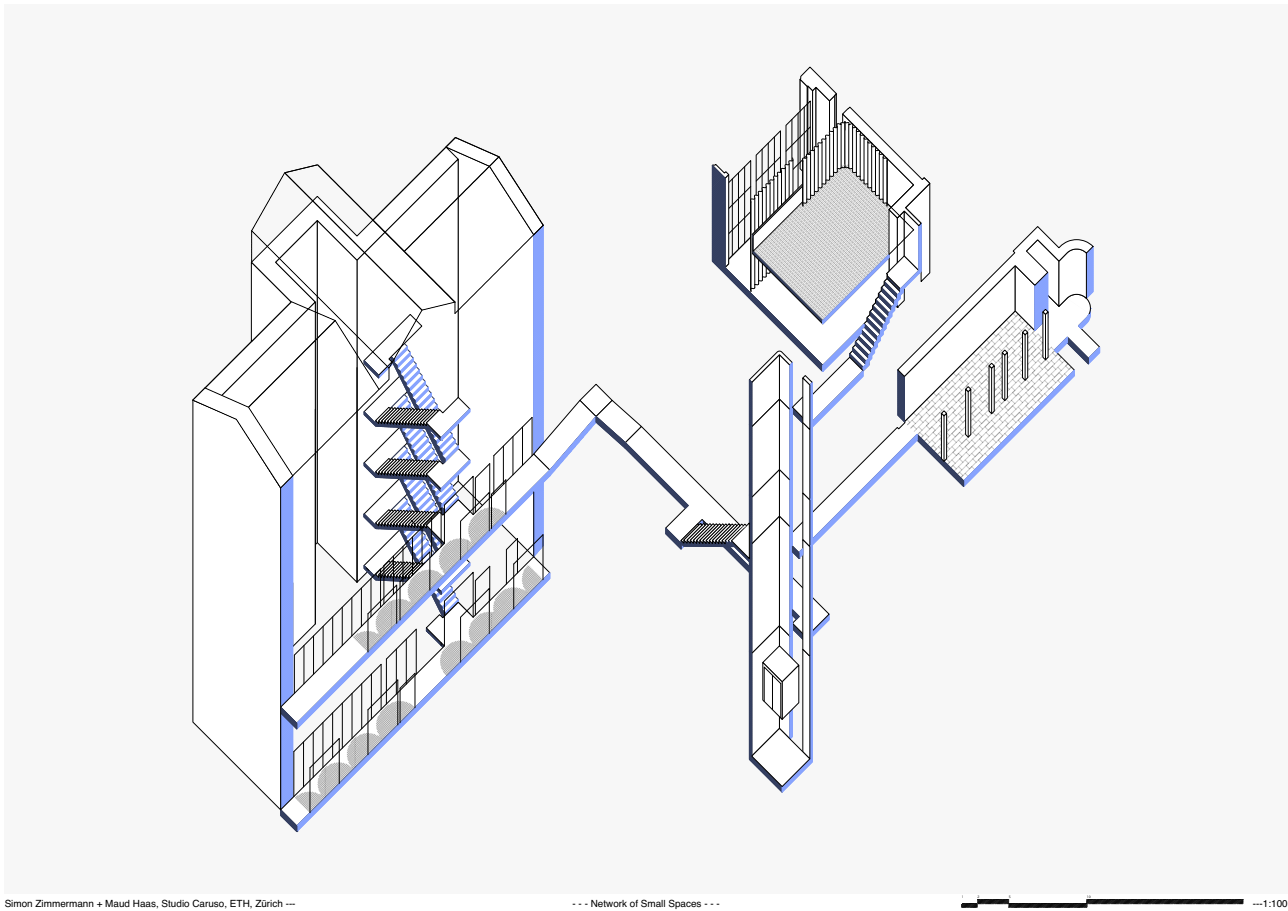 Simon Zimmermann + Maud Haas, Studio Caruso, ETH, Zürich ---
- - - Network of Small Spaces - - -
---1:100